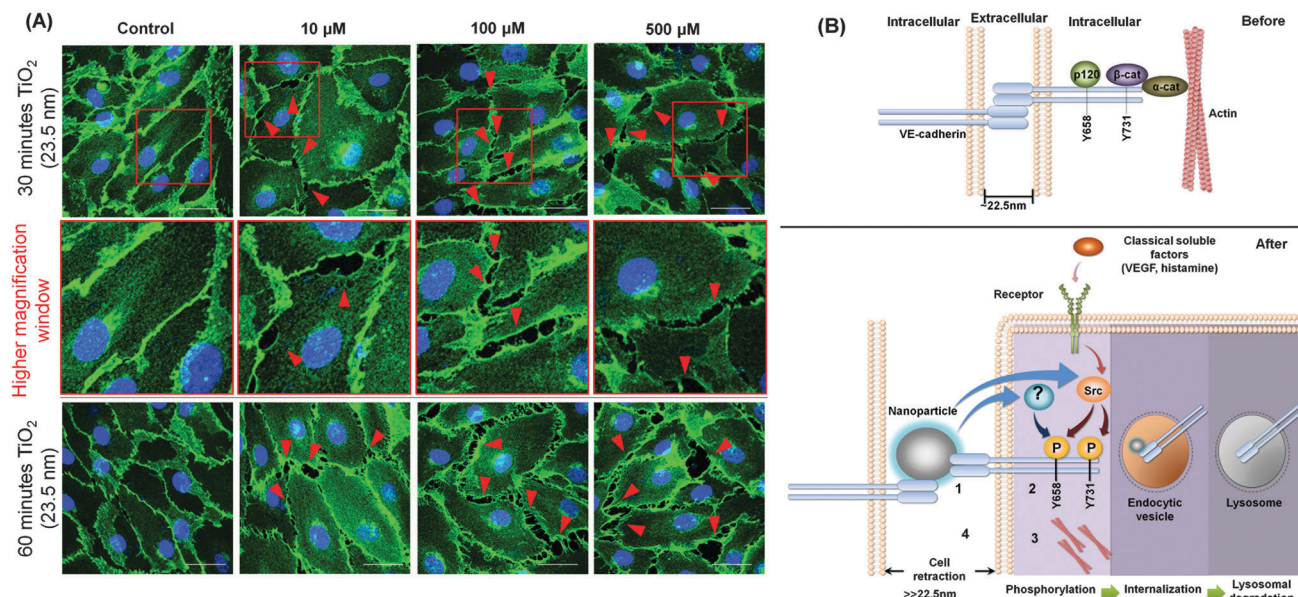 (A)
Control
10 µM
100 µM
500 µM
30 minutes TiO2
(23.5 nm)
Higher magnification
window
60 minutes TiO2
(23.5 nm)
(B)
Intracellular
Extracellular
Intracellular
Before
p120
β-cat
α-cat
Actin
VE-cadherin
Y658
Y731
~22.5nm
After
Classical soluble
factors
(VEGF, histamine)
Receptor
Nanoparticle
?
Src
P
P
1
2
Y658
Y731
3
4
Endocytic
vesicle
Lysosome
Cell
retraction
>>22.5nm
Phosphorylation
Internalization
Lysosomal
degradation